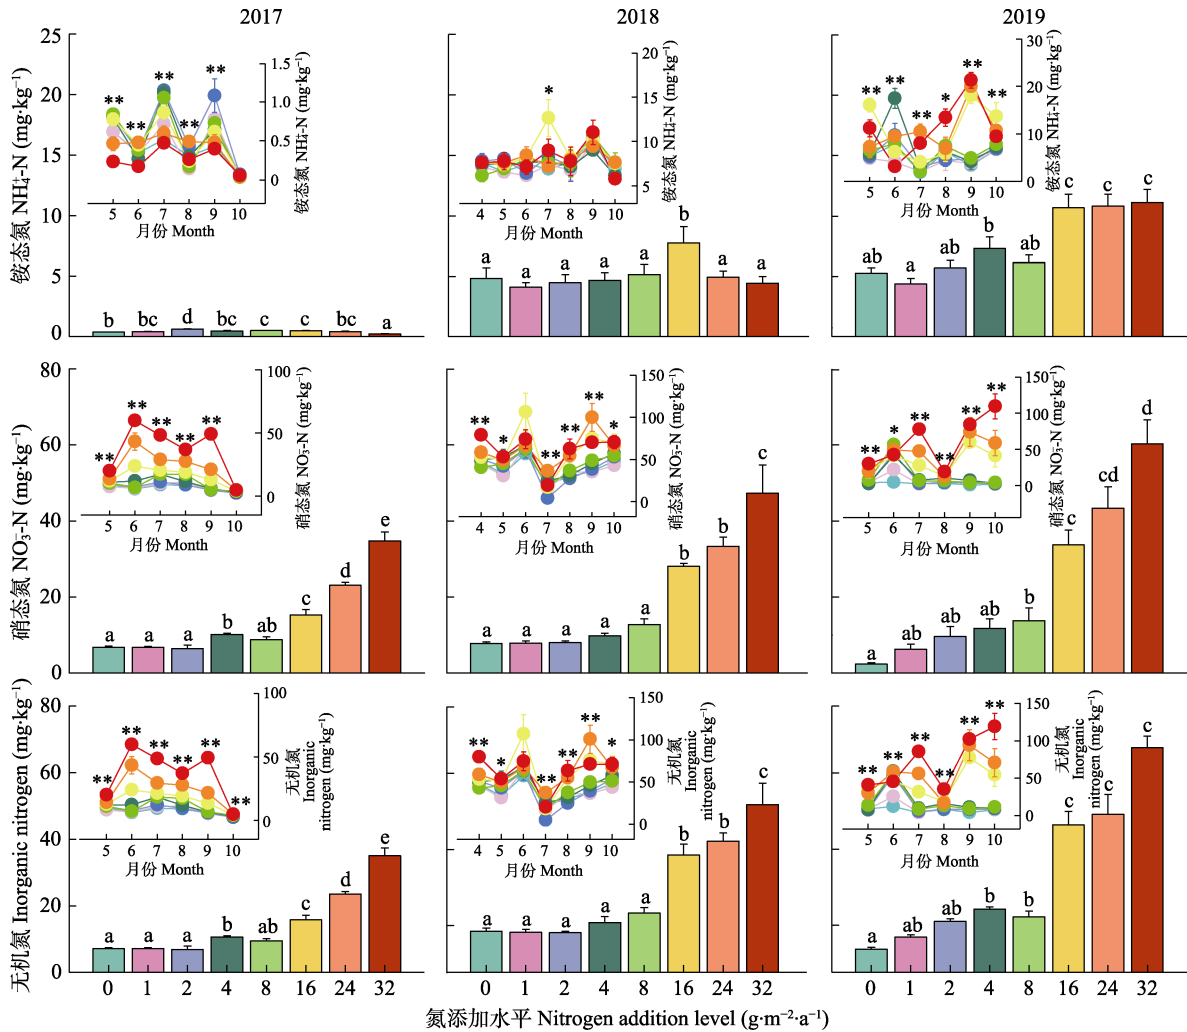 2017
2018
2019
铵态氮 NH₄⁺-N (mg·kg⁻¹)
25
20
15
10
5
0
** ** ** ** **
1.5
1.0
0.5
0
铵态氮 NH₄⁺-N (mg·kg⁻¹)
5 6 7 8 9 10
月份 Month
b bc d bc c c bc a
*
20
15
10
5
铵态氮 NH₄⁺-N (mg·kg⁻¹)
4 5 6 7 8 9 10
月份 Month
a a a a a b a a
** ** ** * ** **
30
20
10
0
铵态氮 NH₄⁺-N (mg·kg⁻¹)
5 6 7 8 9 10
月份 Month
ab a ab b ab c c c
硝态氮 NO₃⁻-N (mg·kg⁻¹)
80
60
40
20
0
** ** ** ** **
100
50
0
硝态氮 NO₃⁻-N (mg·kg⁻¹)
5 6 7 8 9 10
月份 Month
a a a b ab c d e
** * ** ** ** *
150
100
50
0
硝态氮 NO₃⁻-N (mg·kg⁻¹)
4 5 6 7 8 9 10
月份 Month
a a a a a b b c
** * ** ** ** **
150
100
50
0
硝态氮 NO₃⁻-N (mg·kg⁻¹)
5 6 7 8 9 10
月份 Month
a ab ab ab b c cd d
无机氮 Inorganic nitrogen (mg·kg⁻¹)
80
60
40
20
0
** ** ** ** ** **
100
50
0
无机氮
Inorganic
nitrogen (mg·kg⁻¹)
5 6 7 8 9 10
月份 Month
a a a b ab c d e
** * ** ** ** *
150
100
50
0
无机氮
Inorganic
nitrogen (mg·kg⁻¹)
4 5 6 7 8 9 10
月份 Month
a a a a a b b c
** ** ** ** ** **
150
100
50
0
无机氮
Inorganic
nitrogen (mg·kg⁻¹)
5 6 7 8 9 10
月份 Month
a ab ab b b c c c
0 1 2 4 8 16 24 32
0 1 2 4 8 16 24 32
0 1 2 4 8 16 24 32
氮添加水平 Nitrogen addition level (g·m⁻²·a⁻¹)